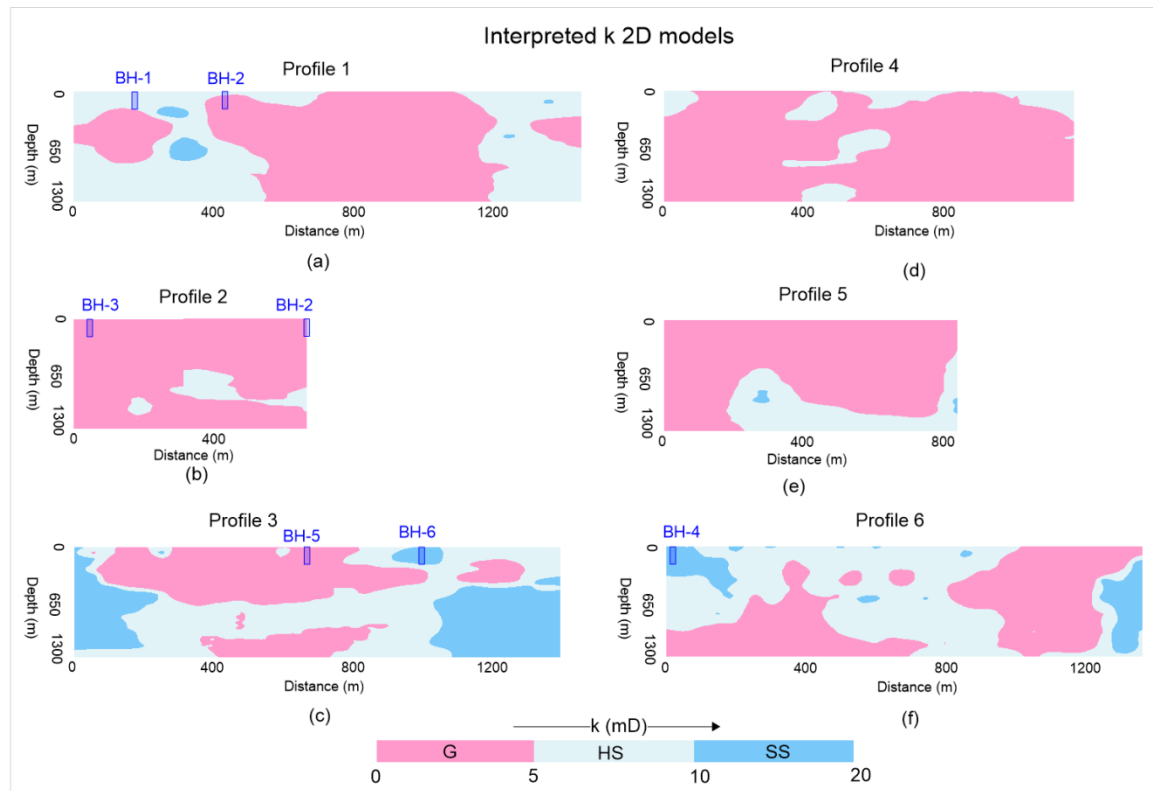 Interpreted k 2D models
Profile 1
BH-1
BH-2
0
650
1300
Depth (m)
0
400
800
1200
Distance (m)
(a)
Profile 4
0
650
1300
Depth (m)
0
400
800
Distance (m)
(d)
Profile 2
BH-3
BH-2
0
650
1300
Depth (m)
0
400
Distance (m)
(b)
Profile 5
0
650
1300
Depth (m)
0
400
800
Distance (m)
(e)
Profile 3
BH-5
BH-6
0
650
1300
Depth (m)
0
400
800
1200
Distance (m)
(c)
Profile 6
BH-4
0
650
1300
Depth (m)
0
400
800
1200
Distance (m)
(f)
k (mD)
G HS SS
0 5 10 20